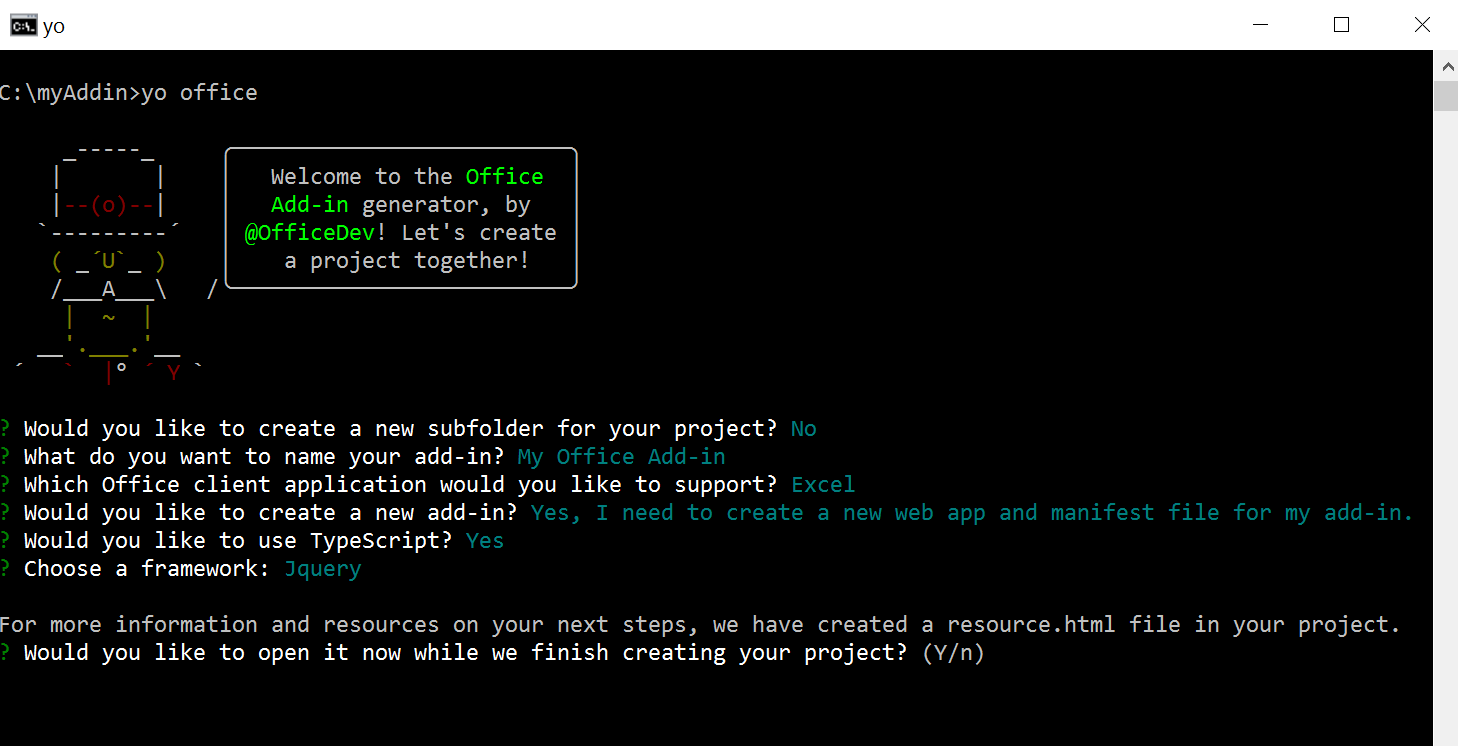 yo
C:\myAddin>yo office
     _-----_
    |       |
    |--(o)--|
   `---------´
    ( _´U`_ )
    /___A___\   /
     |  ~  |
   __'.___.'__
 ´   `  |° ´ Y `
Welcome to the Office
Add-in generator, by
@OfficeDev! Let's create
a project together!
? Would you like to create a new subfolder for your project? No
? What do you want to name your add-in? My Office Add-in
? Which Office client application would you like to support? Excel
? Would you like to create a new add-in? Yes, I need to create a new web app and manifest file for my add-in.
? Would you like to use TypeScript? Yes
? Choose a framework: Jquery
For more information and resources on your next steps, we have created a resource.html file in your project.
? Would you like to open it now while we finish creating your project? (Y/n)